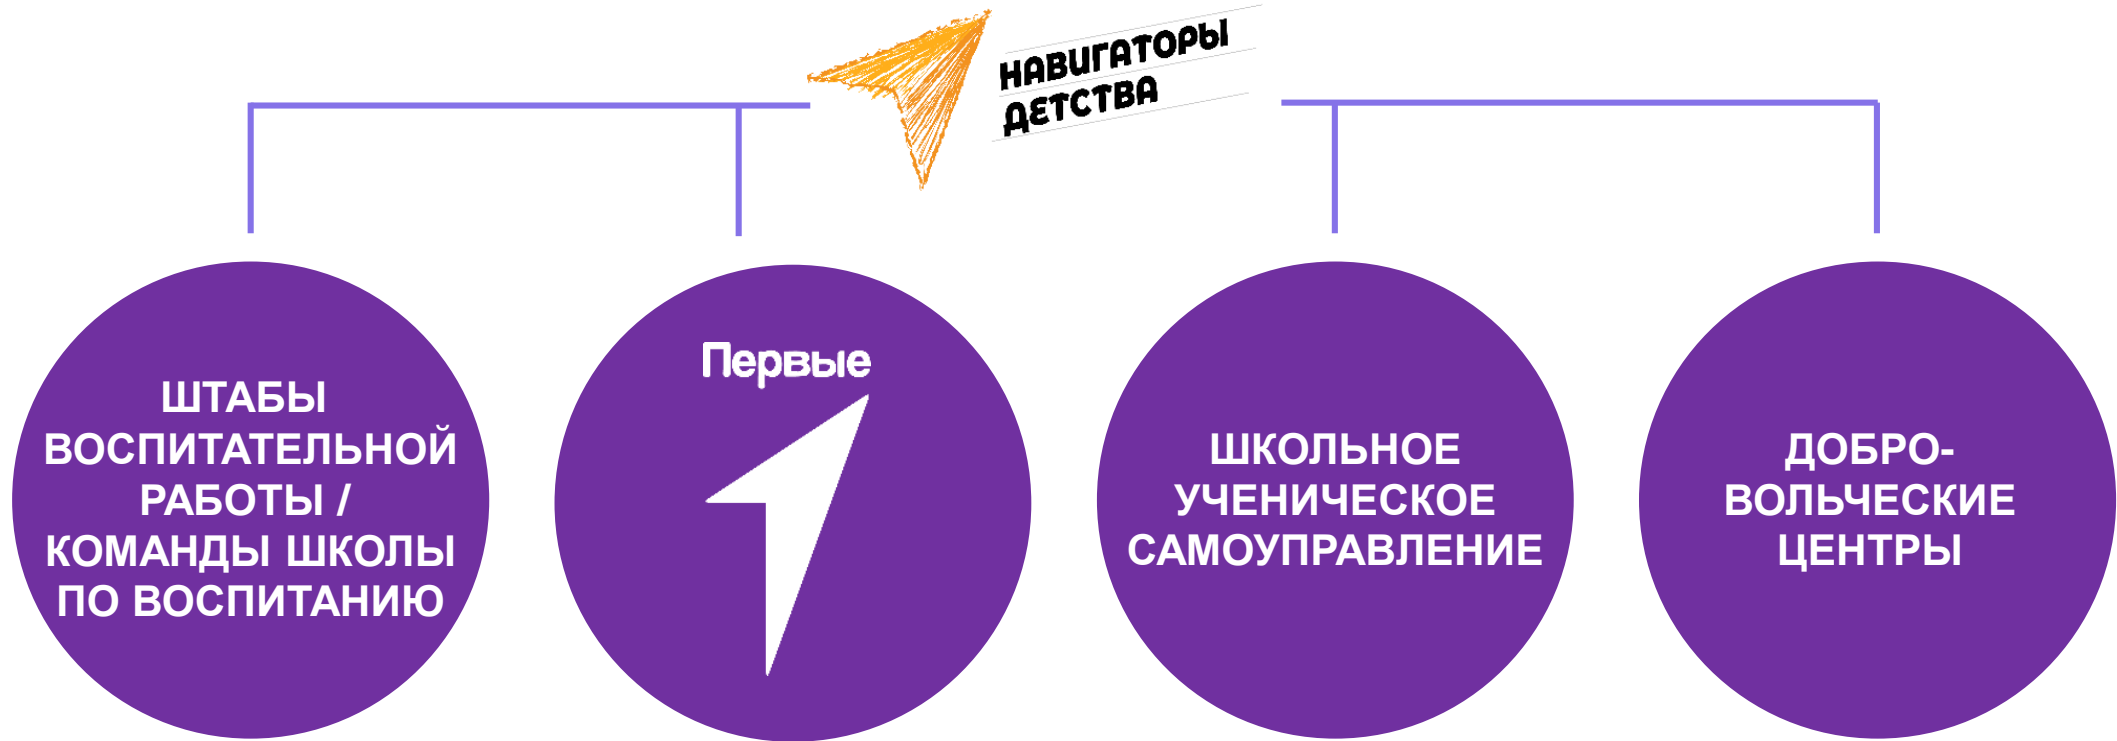 НАВИГАТОРЫ
ДЕТСТВА
ШТАБЫ
ВОСПИТАТЕЛЬНОЙ
РАБОТЫ /
КОМАНДЫ ШКОЛЫ
ПО ВОСПИТАНИЮ
Первые
ШКОЛЬНОЕ
УЧЕНИЧЕСКОЕ
САМОУПРАВЛЕНИЕ
ДОБРО-
ВОЛЬЧЕСКИЕ
ЦЕНТРЫ